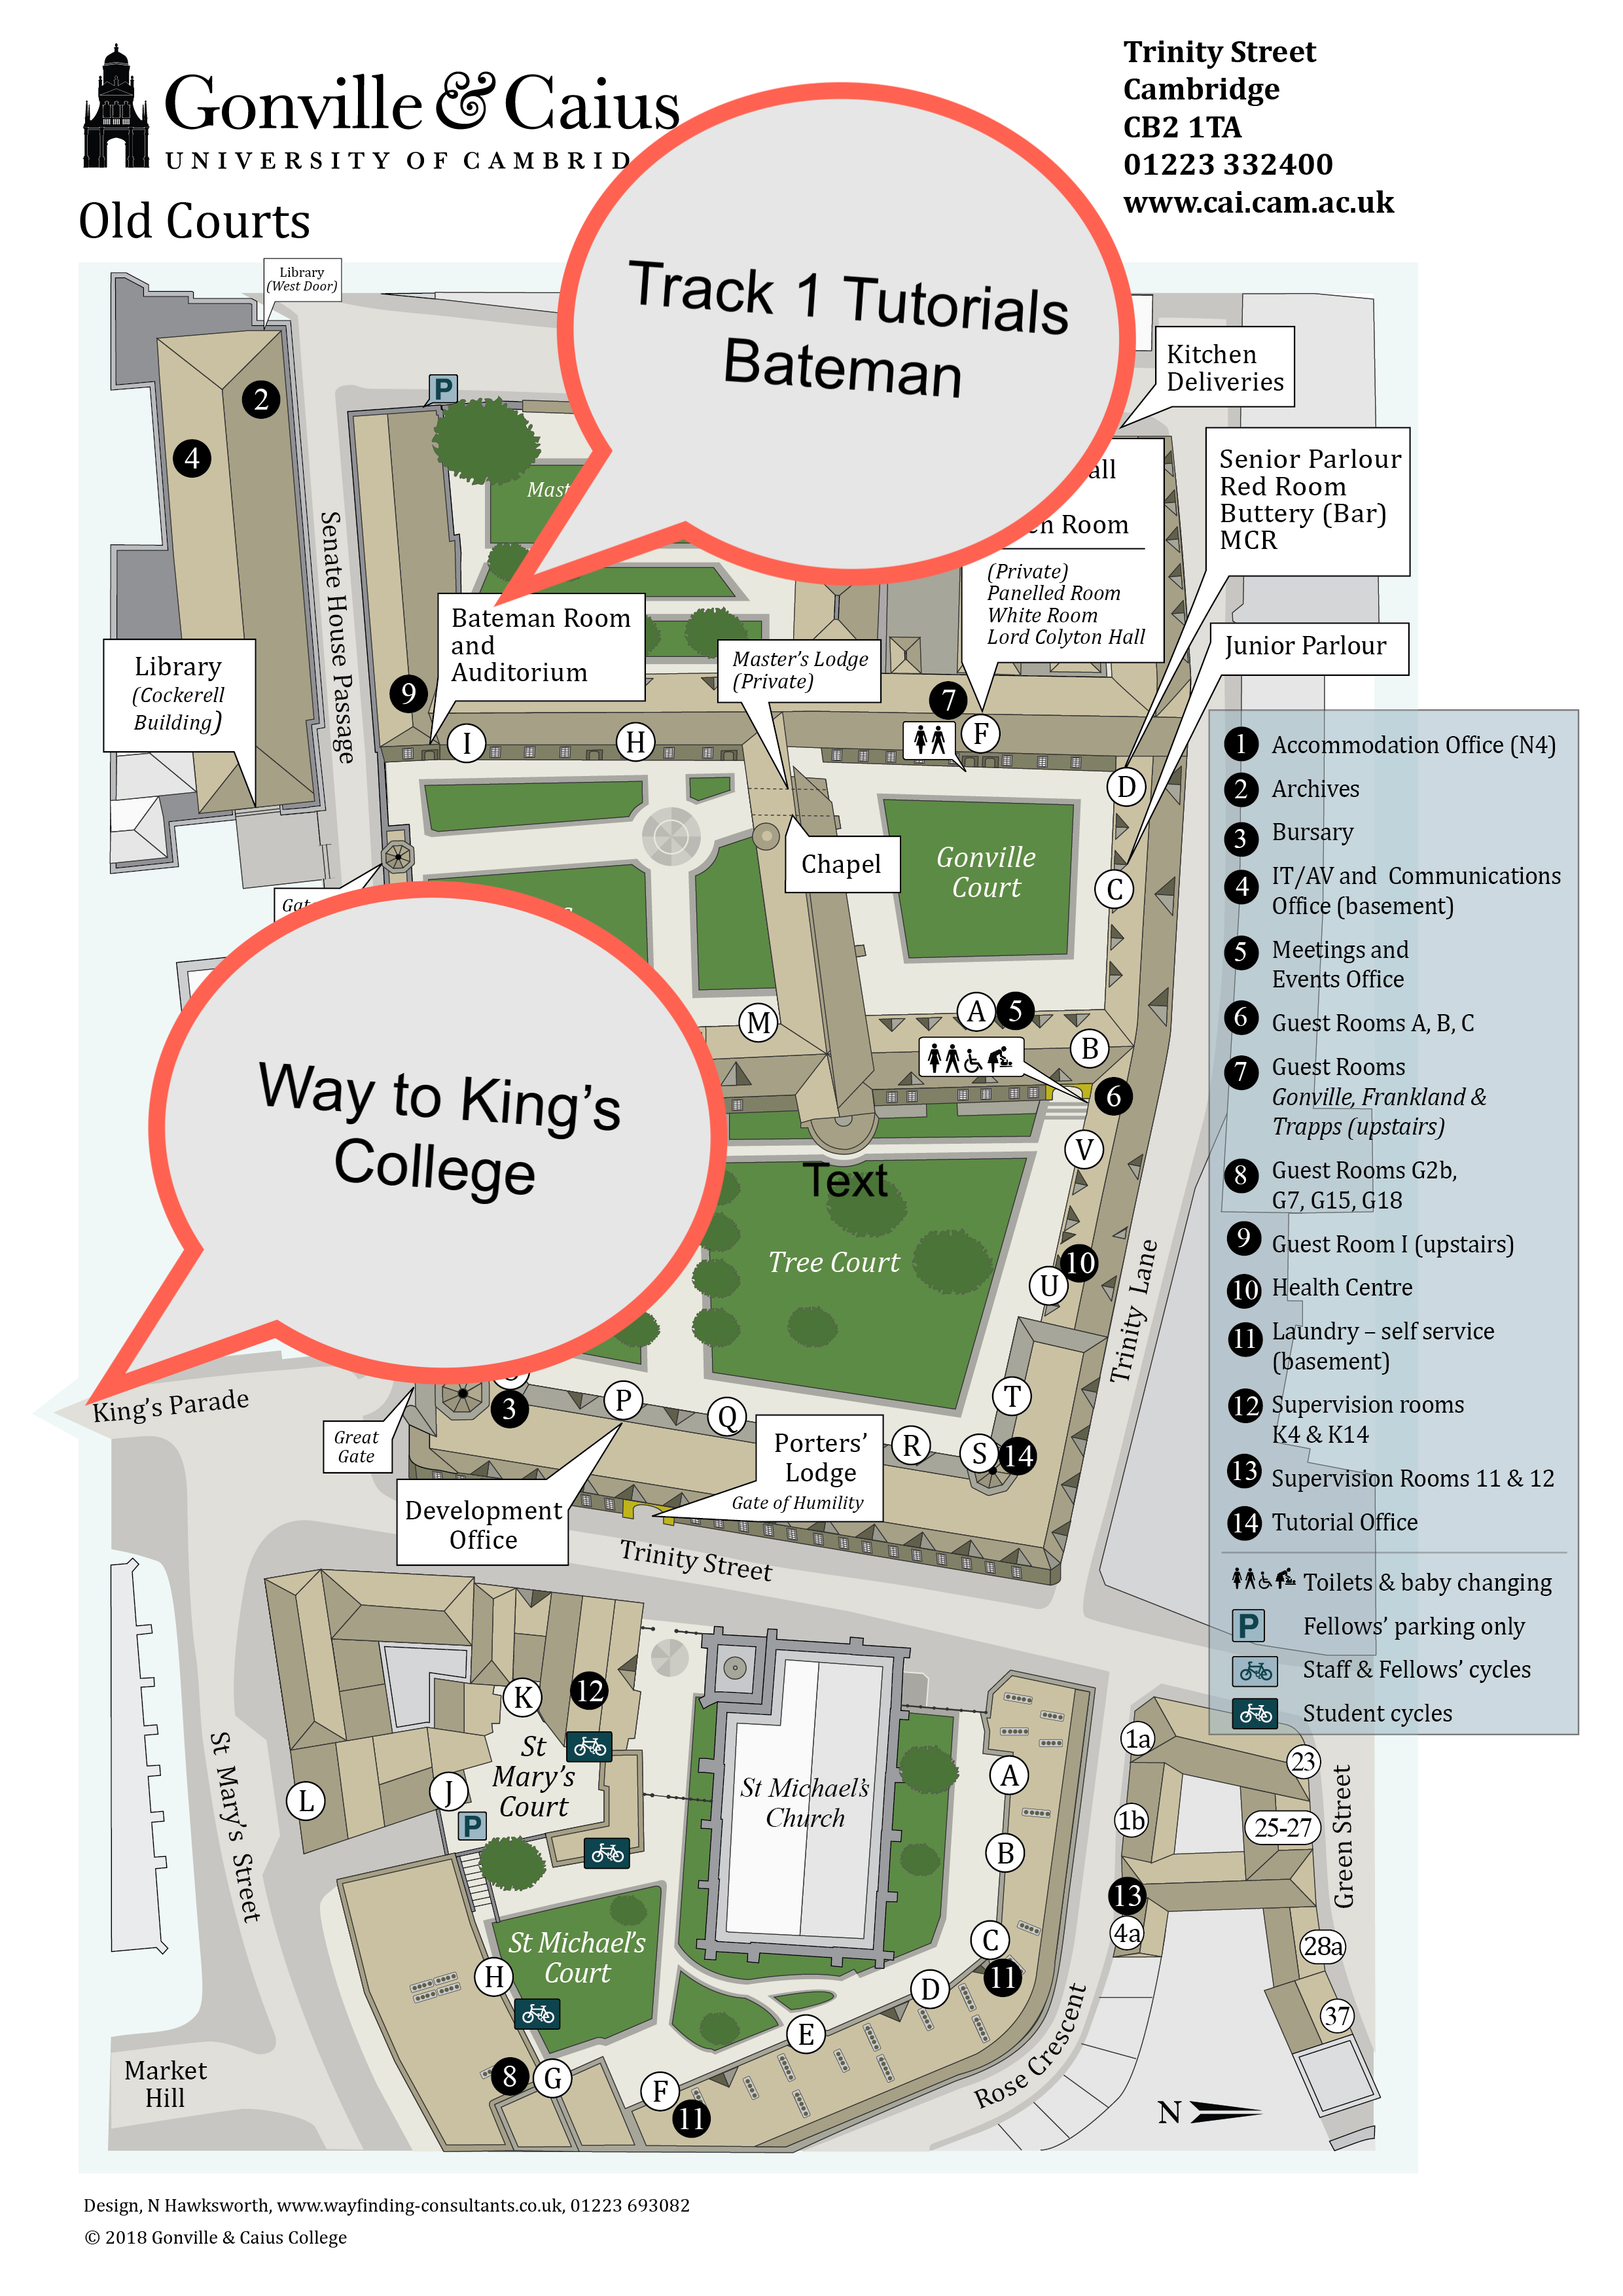 Gonville & Caius
UNIVERSITY OF CAMBRID
Old Courts
Trinity Street
Cambridge
CB2 1TA
01223 332400
www.cai.cam.ac.uk
Track 1 Tutorials
Bateman
Library
(West Door)
P
2
4
Kitchen
Deliveries
Senior Parlour
Red Room
Buttery (Bar)
MCR
Room
(Private)
Panelled Room
White Room
Lord Colyton Hall
Junior Parlour
Senate House Passage
Bateman Room
and
Auditorium
Library
(Cockerell
Building)
Master's Lodge
(Private)
9
I
H
7
F
D
Chapel
Gonville
Court
C
M
A
5
B
6
V
Way to King's
College
Text
Tree Court
U
10
Trinity Lane
T
King's Parade
3
P
Q
R
S
14
Great
Gate
Development
Office
Porters'
Lodge
Gate of Humility
Trinity Street
1 Accommodation Office (N4)
2 Archives
3 Bursary
4 IT/AV and Communications
Office (basement)
5 Meetings and
Events Office
6 Guest Rooms A, B, C
7 Guest Rooms
Gonville, Frankland &
Trapps (upstairs)
8 Guest Rooms G2b,
G7, G15, G18
9 Guest Room I (upstairs)
10 Health Centre
11 Laundry – self service
(basement)
12 Supervision rooms
K4 & K14
13 Supervision Rooms 11 & 12
14 Tutorial Office
Toilets & baby changing
P Fellows' parking only
Staff & Fellows' cycles
Student cycles
K
12
St
Mary's
Court
J
L
P
St Mary's Street
St Michael's
Church
A
B
C
11
D
E
F
11
G
8
H
St Michael's
Court
1a
1b
13
4a
23
25-27
28a
37
Green Street
Rose Crescent
Market
Hill
N
Design, N Hawksworth, www.wayfinding-consultants.co.uk, 01223 693082
© 2018 Gonville & Caius College